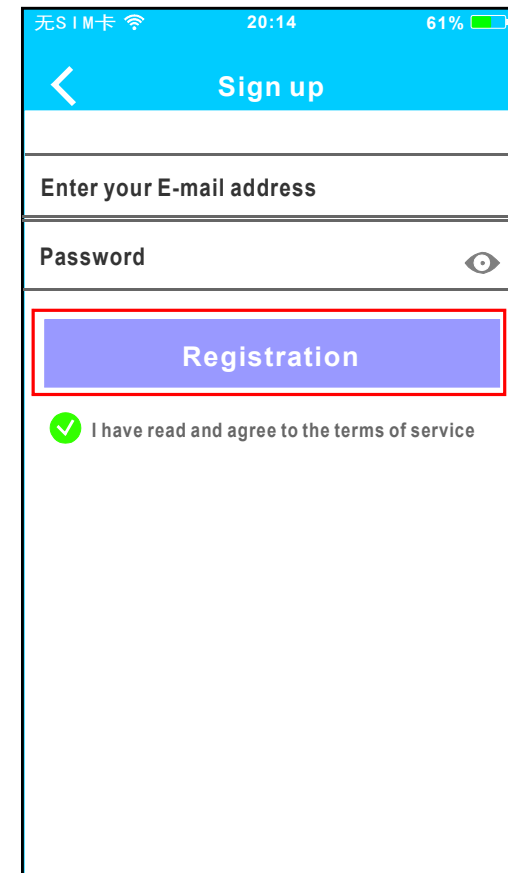 无SIM卡 20:14 61%
Sign up
Enter your E-mail address
Password
Registration
I have read and agree to the terms of service